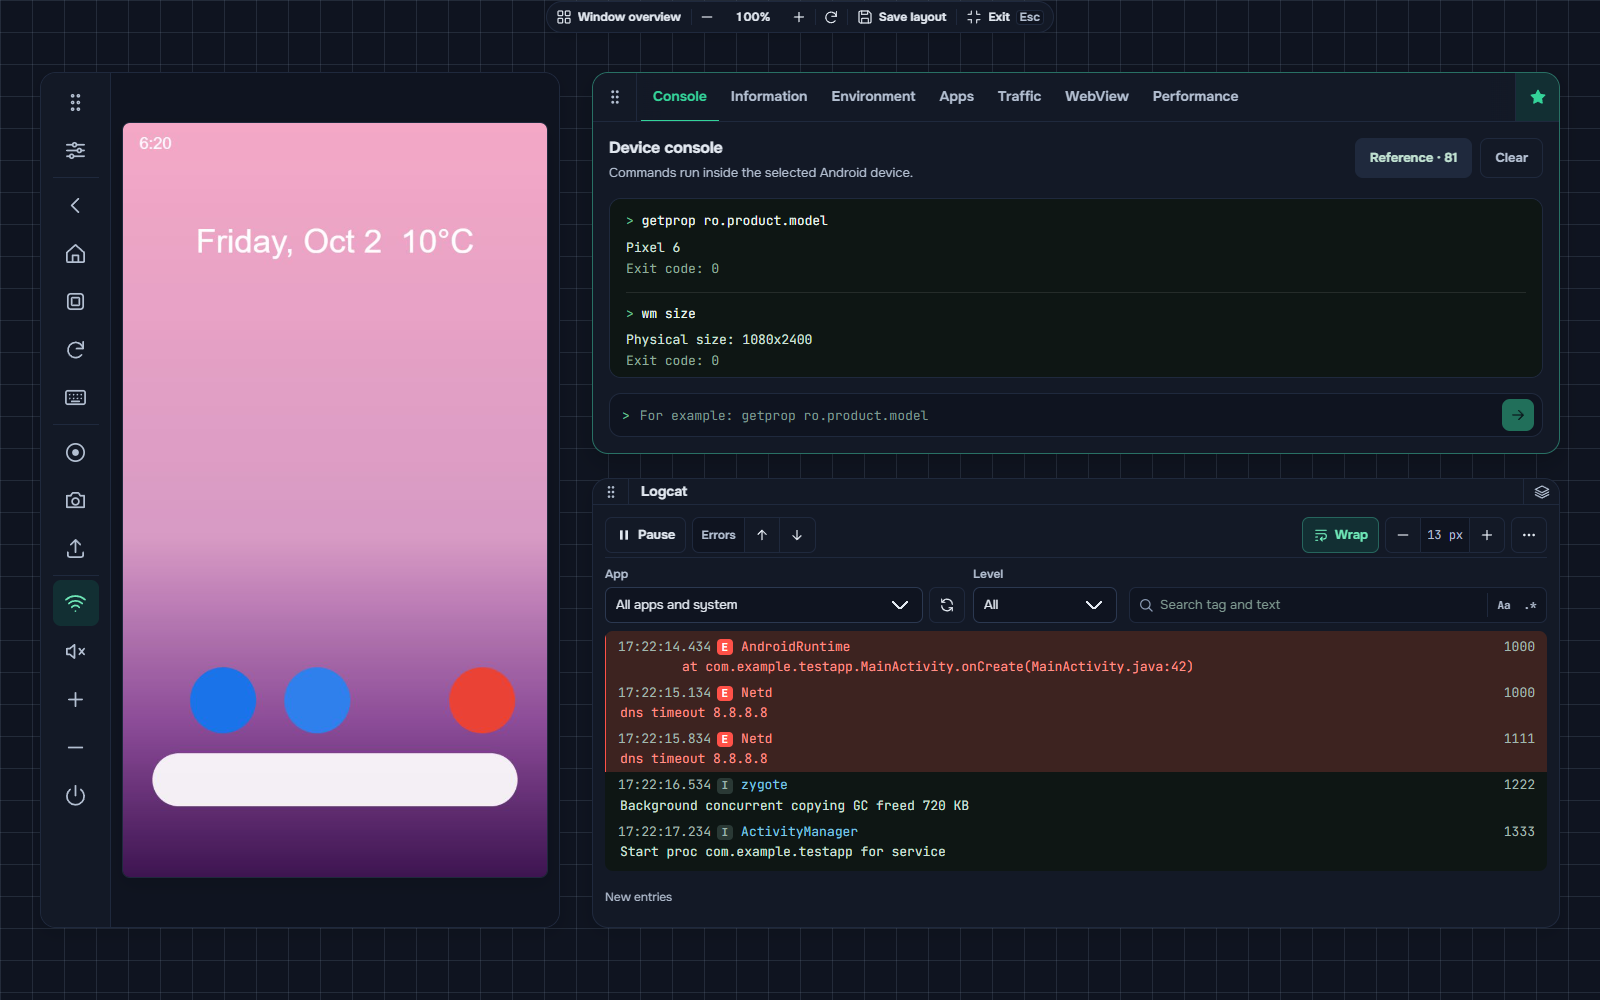 Window overview
100%
Save layout
Exit Esc
6:20
Friday, Oct 2 10°C
Console Information Environment Apps Traffic WebView Performance
Device console
Commands run inside the selected Android device.
Reference · 81
Clear
> getprop ro.product.model
Pixel 6
Exit code: 0
> wm size
Physical size: 1080x2400
Exit code: 0
> For example: getprop ro.product.model
Logcat
Pause
Errors
Wrap
13 px
App
All apps and system
Level
All
Search tag and text
Aa .*
17:22:14.434 E AndroidRuntime 1000
at com.example.testapp.MainActivity.onCreate(MainActivity.java:42)
17:22:15.134 E Netd 1000
dns timeout 8.8.8.8
17:22:15.834 E Netd 1111
dns timeout 8.8.8.8
17:22:16.534 I zygote 1222
Background concurrent copying GC freed 720 KB
17:22:17.234 I ActivityManager 1333
Start proc com.example.testapp for service
New entries